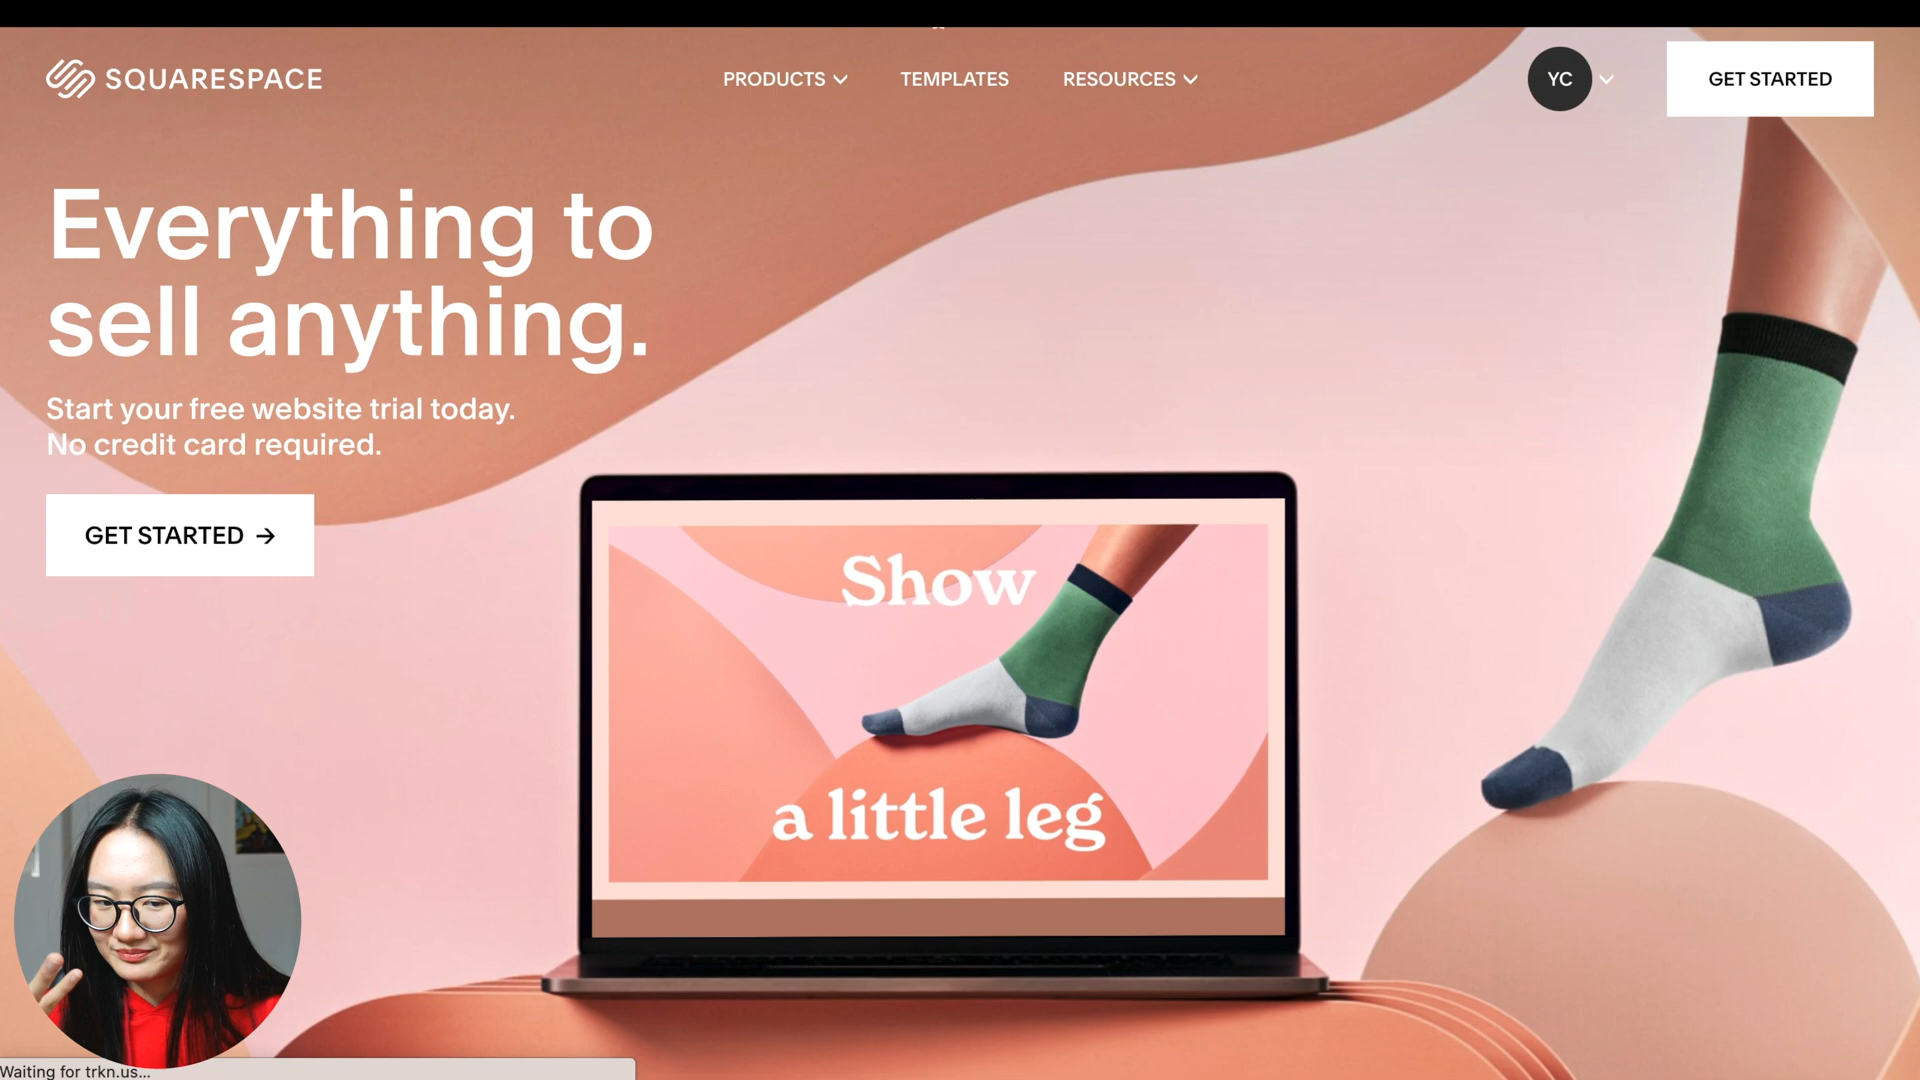 SQUARESPACE
PRODUCTS
TEMPLATES
RESOURCES
YC
GET STARTED
Everything to
sell anything.
Start your free website trial today.
No credit card required.
GET STARTED →
Show
a little leg
Waiting for trkn.us...